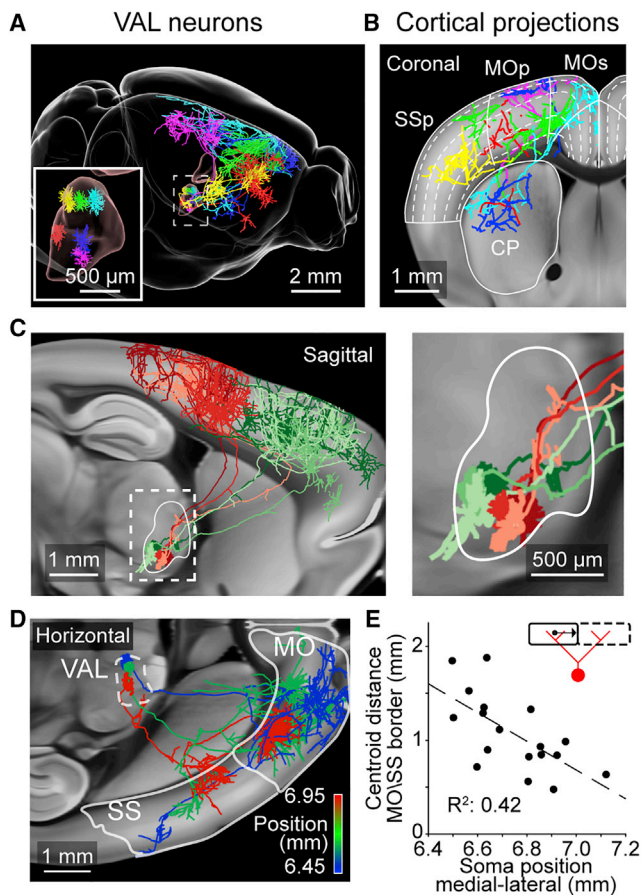 A VAL neurons
500 µm
2 mm
B Cortical projections
Coronal
MOp
MOs
SSp
CP
1 mm
C
Sagittal
1 mm
500 µm
D
Horizontal
MO
VAL
SS
6.95
Position
(mm)
6.45
1 mm
E
Centroid distance
MO\SS border (mm)
2
1
0
R²: 0.42
6.4 6.6 6.8 7.0 7.2
Soma position
medial-lateral (mm)